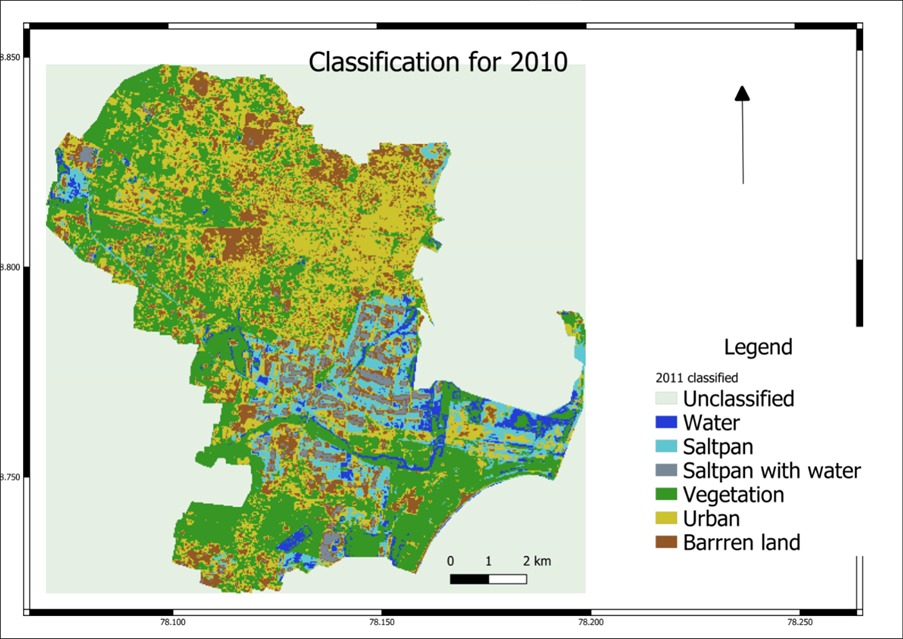 Classification for 2010
8.850
8.800
8.750
Legend
2011 classified
Unclassified
Water
Saltpan
Saltpan with water
Vegetation
Urban
Barrren land
0 1 2 km
78.100 78.150 78.200 78.250